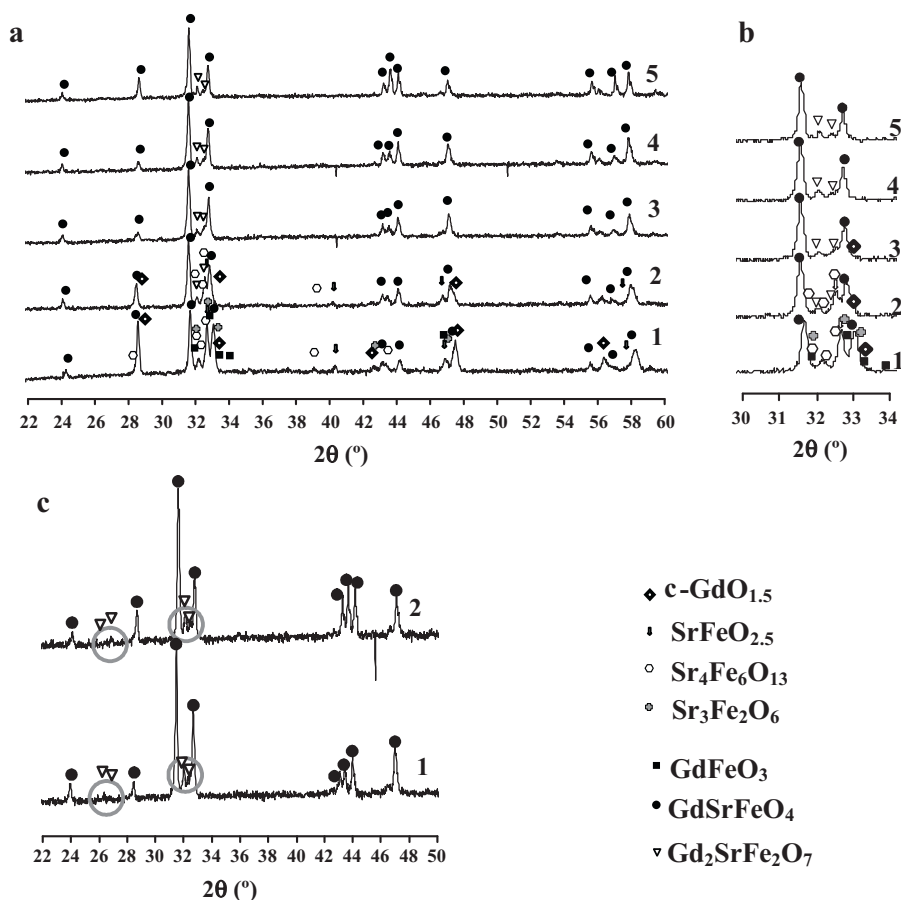 a
5
4
3
2
1
22 24 26 28 30 32 34 36 38 40 42 44 46 48 50 52 54 56 58 60
2θ (º)
b
5
4
3
2
1
30 31 32 33 34
2θ (º)
c
2
1
22 24 26 28 30 32 34 36 38 40 42 44 46 48 50
2θ (º)
c-GdO₁.₅
SrFeO₂.₅
Sr₄Fe₆O₁₃
Sr₃Fe₂O₆
GdFeO₃
GdSrFeO₄
Gd₂SrFe₂O₇